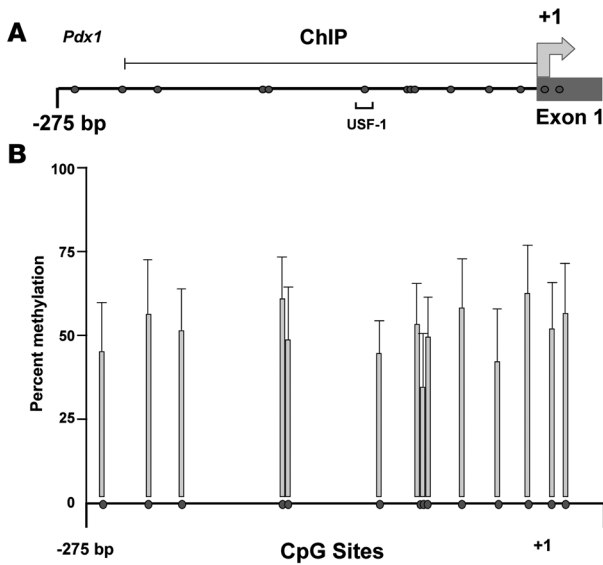 A
Pdx1
ChIP
+1
USF-1
-275 bp
Exon 1
B
100
75
50
25
0
Percent methylation
-275 bp
CpG Sites
+1